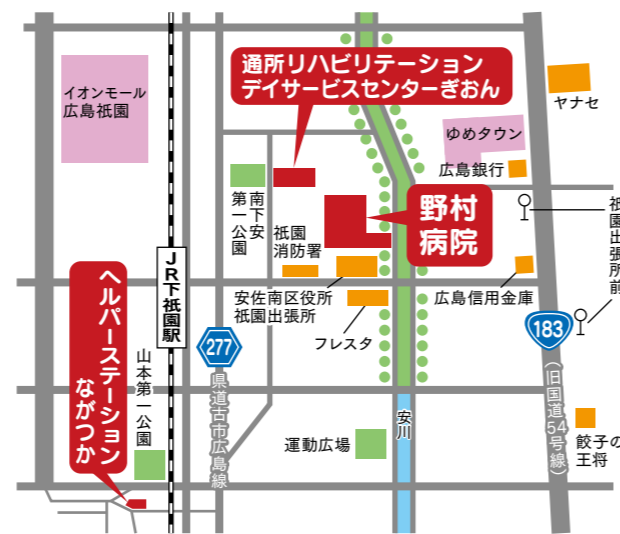 通所リハビリテーション
デイサービスセンターぎおん
イオンモール
広島祇園
ヤナセ
ゆめタウン
広島銀行
南下安
第一公園
野村
病院
祇園出張所前
祇園
消防署
JR下祇園駅
安佐南区役所
祇園出張所
広島信用金庫
ヘルパーステーション
ながつか
フレスタ
183
277
山本第一公園
県道古市広島線
(旧国道54号線)
安川
運動広場
餃子の
王将